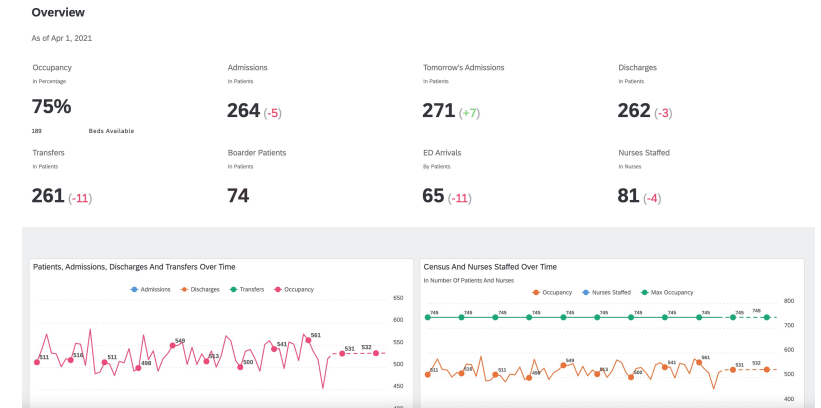 Overview
As of Apr 1, 2021
Occupancy
In Percentage
75%
189 Beds Available
Admissions
In Patients
264 (-5)
Tomorrow's Admissions
In Patients
271 (+7)
Discharges
In Patients
262 (-3)
Transfers
In Patients
261 (-11)
Boarder Patients
In Patients
74
ED Arrivals
By Patients
65 (-11)
Nurses Staffed
In Nurses
81 (-4)
Patients, Admissions, Discharges And Transfers Over Time
Admissions Discharges Transfers Occupancy
650
600
550
500
450
511 516 511 498 549 513 500 541 561 531 532
Census And Nurses Staffed Over Time
In Number Of Patients And Nurses
Occupancy Nurses Staffed Max Occupancy
800
745 745 745 745 745 745 745 745 745 745 745
700
600
511 516 511 498 549 513 500 541 561 531 532
500
400